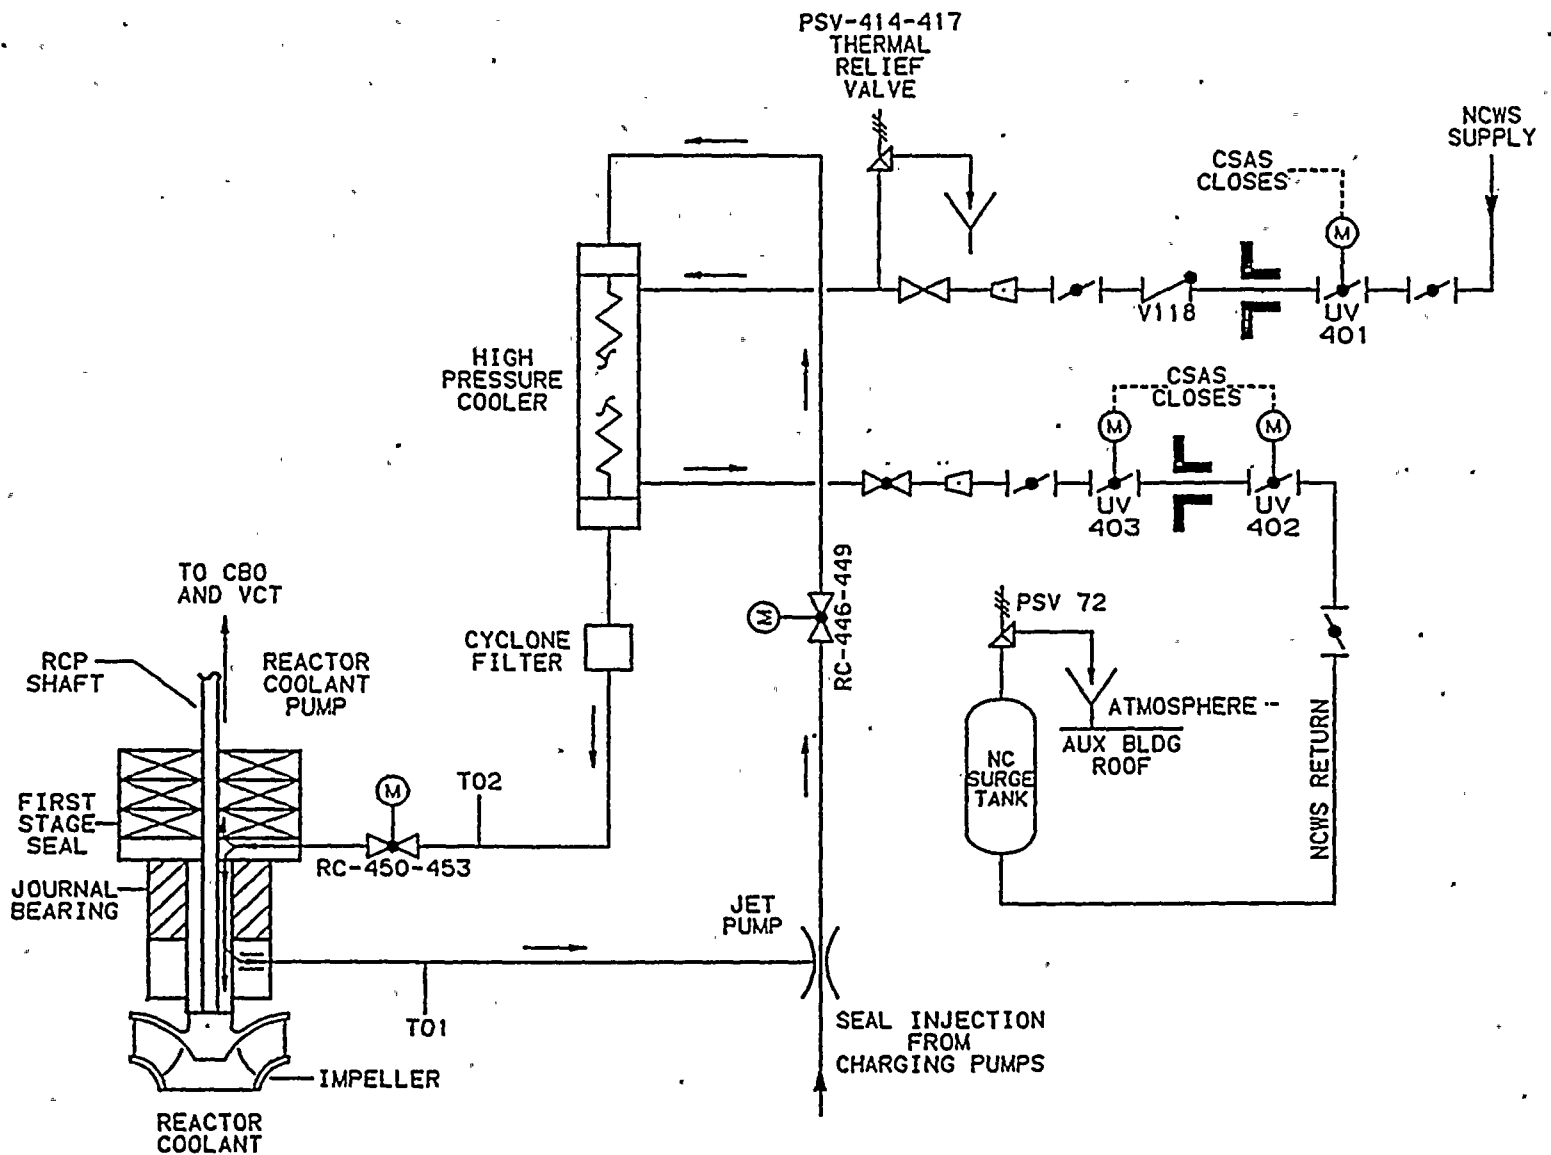 PSV-414-417
THERMAL
RELIEF
VALVE
NCWS
SUPPLY
CSAS
CLOSES
M
V118
UV
401
HIGH
PRESSURE
COOLER
CSAS
CLOSES
M
M
UV
403
UV
402
TO CBO
AND VCT
RCP
SHAFT
REACTOR
COOLANT
PUMP
CYCLONE
FILTER
M
RC-446-449
PSV 72
ATMOSPHERE
AUX BLDG
ROOF
NC
SURGE
TANK
NCWS RETURN
M
TO2
FIRST
STAGE
SEAL
RC-450-453
JOURNAL
BEARING
JET
PUMP
TO1
SEAL INJECTION
FROM
CHARGING PUMPS
IMPELLER
REACTOR
COOLANT